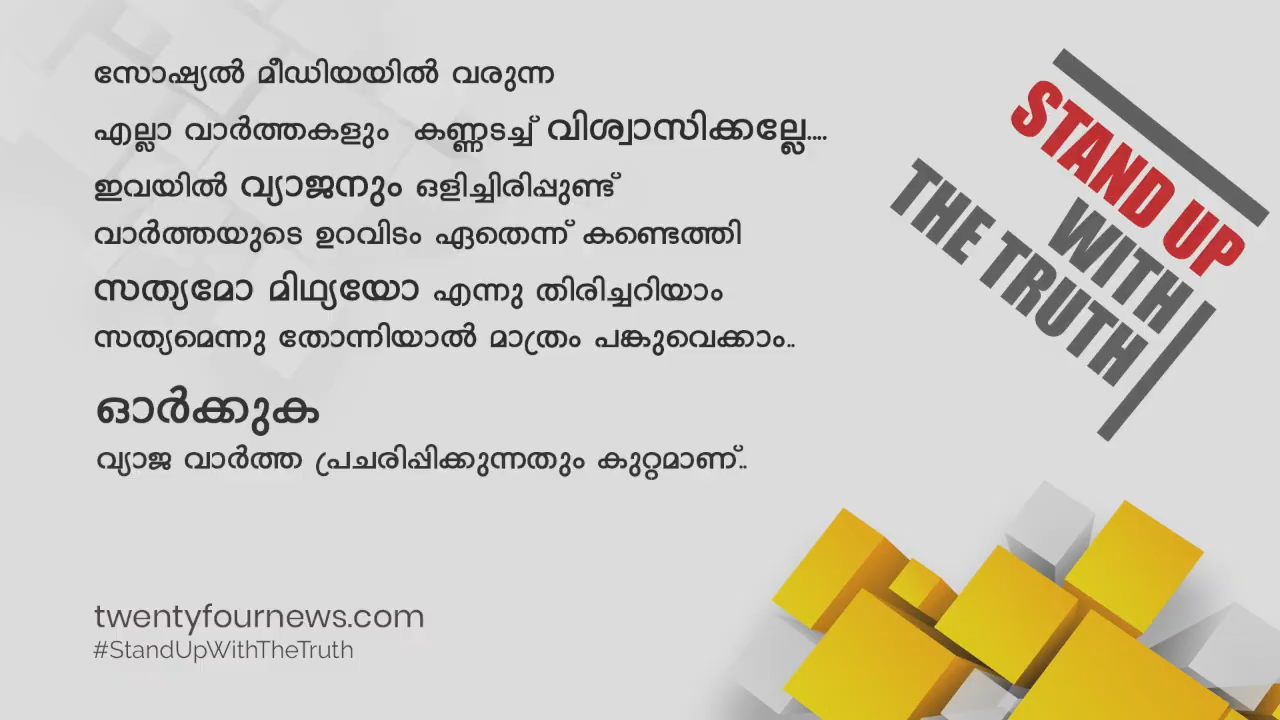 സോഷ്യൽ മീഡിയയിൽ വരുന്ന
എല്ലാ വാർത്തകളും കണ്ണടച്ച് വിശ്വാസിക്കല്ലേ....
ഇവയിൽ വ്യാജനും ഒളിച്ചിരിപ്പുണ്ട്
വാർത്തയുടെ ഉറവിടം ഏതെന്ന് കണ്ടെത്തി
സത്യമോ മിഥ്യയോ എന്നു തിരിച്ചറിയാം
സത്യമെന്നു തോന്നിയാൽ മാത്രം പങ്കുവെക്കാം..
ഓർക്കുക
വ്യാജ വാർത്ത പ്രചരിപ്പിക്കുന്നതും കുറ്റമാണ്..
twentyfournews.com
#StandUpWithTheTruth
STAND UP
WITH
THE TRUTH